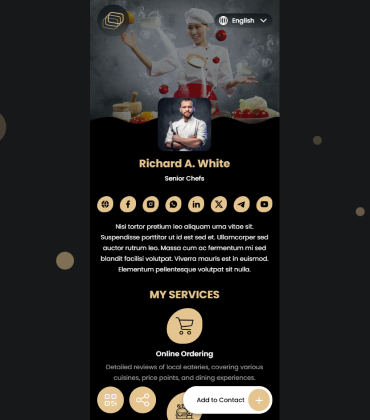 English
Richard A. White
Senior Chefs
Nisi tortor pretium leo aliquam urna vitae sit.
Suspendisse porttitor ut id est sed et. Ullamcorper sed
auctor rutrum leo. Massa cum ac fermentum mi sed
blandit facilisi volutpat. Viverra mauris est in euismod.
Elementum pellentesque volutpat sit nulla.
MY SERVICES
Online Ordering
Detailed reviews of local eateries, covering various
cuisines, price points, and dining experiences.
Add to Contact